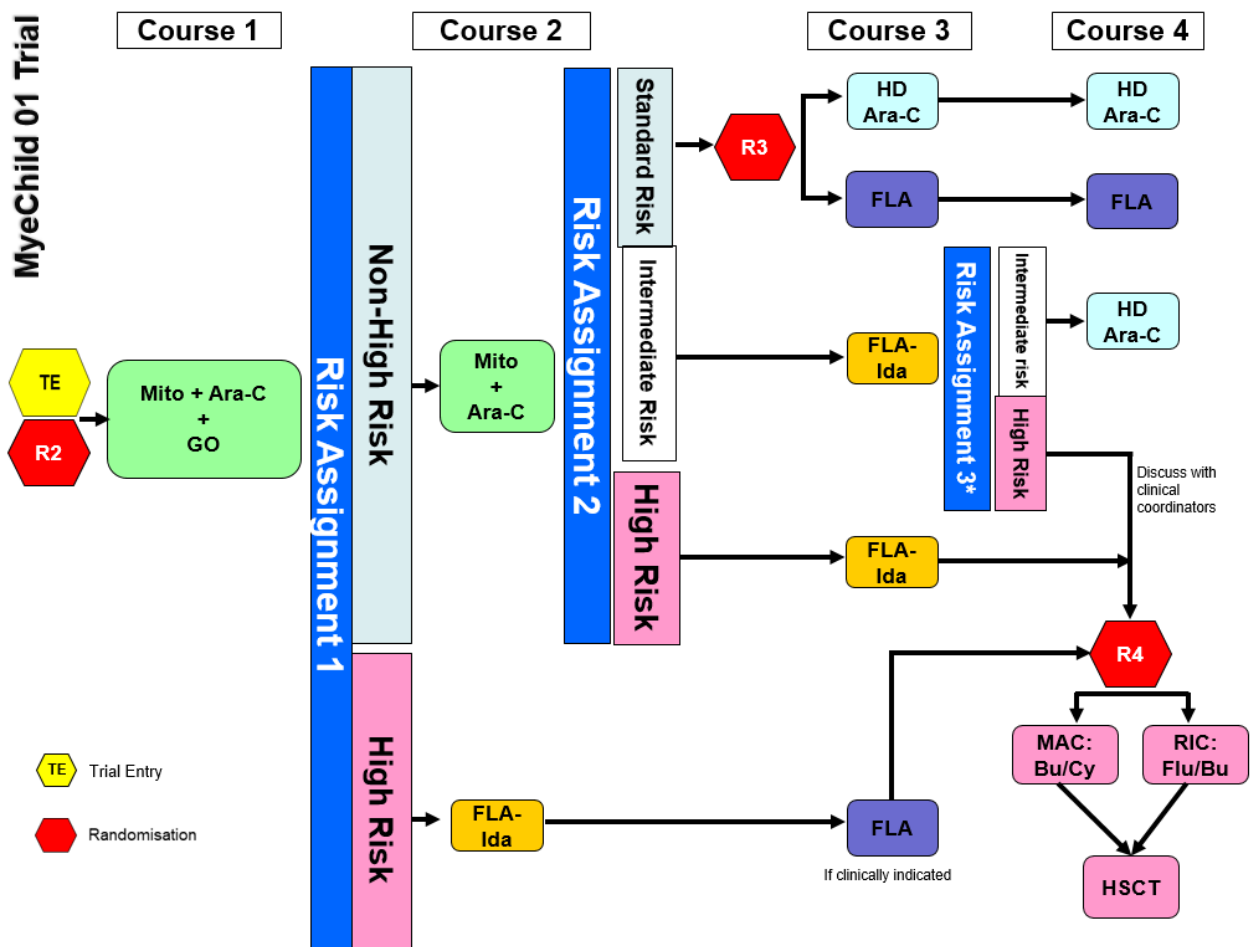 MyeChild 01 Trial
Course 1
Course 2
Course 3
Course 4
TE
R2
Mito + Ara-C
+
GO
Risk Assignment 1
Non-High Risk
High Risk
Mito
+
Ara-C
Risk Assignment 2
Standard Risk
Intermediate Risk
High Risk
R3
HD
Ara-C
HD
Ara-C
FLA
FLA
FLA-
Ida
Risk Assignment 3*
Intermediate risk
High Risk
HD
Ara-C
Discuss with
clinical
coordinators
FLA-
Ida
R4
MAC:
Bu/Cy
RIC:
Flu/Bu
HSCT
FLA-
Ida
FLA
If clinically indicated
TE
Trial Entry
Randomisation